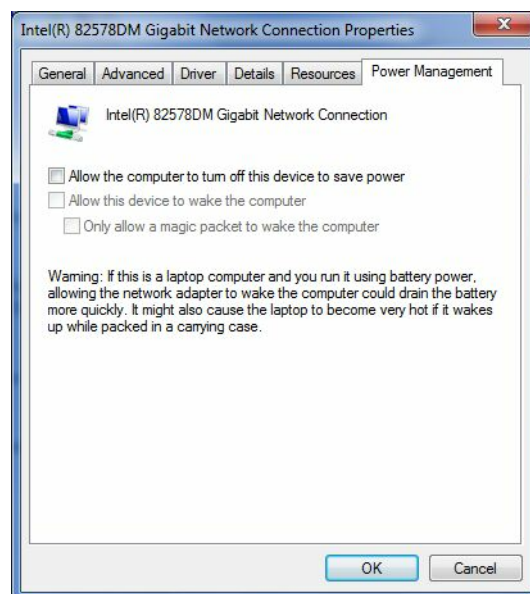 Intel(R) 82578DM Gigabit Network Connection Properties
General Advanced Driver Details Resources Power Management
Intel(R) 82578DM Gigabit Network Connection
Allow the computer to turn off this device to save power
Allow this device to wake the computer
Only allow a magic packet to wake the computer
Warning: If this is a laptop computer and you run it using battery power,
allowing the network adapter to wake the computer could drain the battery
more quickly. It might also cause the laptop to become very hot if it wakes
up while packed in a carrying case.
OK Cancel